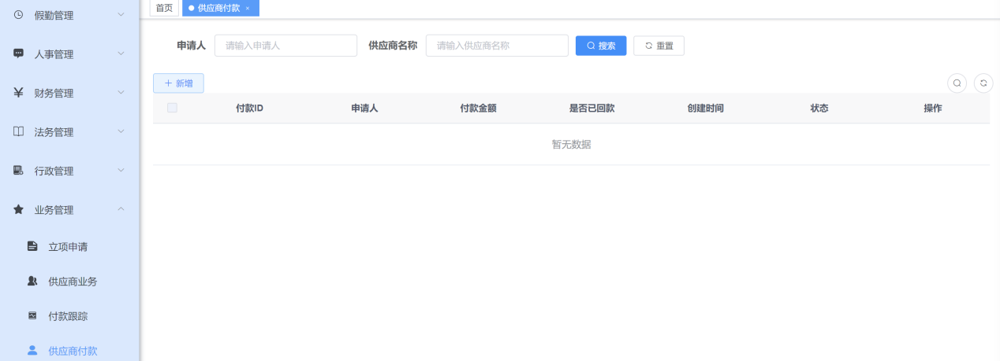 首页
供应商付款 ×
假勤管理
人事管理
财务管理
法务管理
行政管理
业务管理
立项申请
供应商业务
付款跟踪
供应商付款
申请人 请输入申请人 供应商名称 请输入供应商名称 搜索 重置
+ 新增
付款ID 申请人 付款金额 是否已回款 创建时间 状态 操作
暂无数据